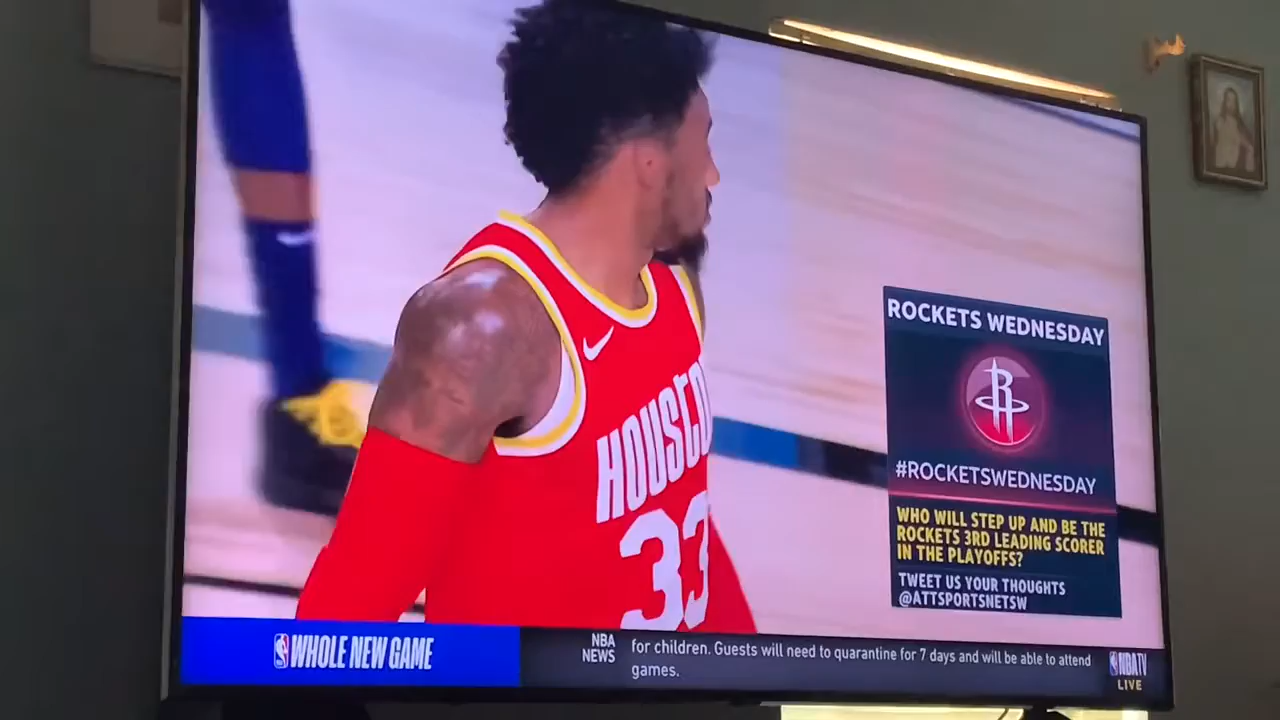 HOUSTON
33
ROCKETS WEDNESDAY
R
#ROCKETSWEDNESDAY
WHO WILL STEP UP AND BE THE
ROCKETS 3RD LEADING SCORER
IN THE PLAYOFFS?
TWEET US YOUR THOUGHTS
@ATTSPORTSNETSW
WHOLE NEW GAME
NBA
NEWS
for children. Guests will need to quarantine for 7 days and will be able to attend
games.
NBATV
LIVE